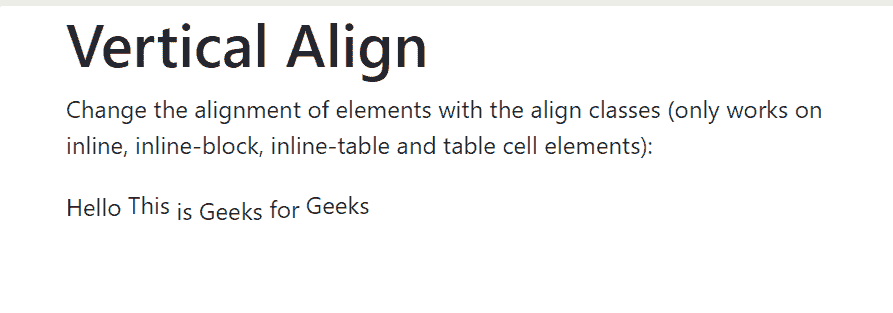 Vertical Align
Change the alignment of elements with the align classes (only works on
inline, inline-block, inline-table and table cell elements):
Hello This is Geeks for Geeks